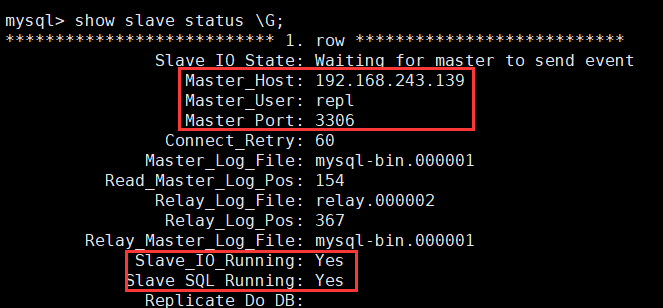 mysql> show slave status \G;
*************************** 1. row ***************************
Slave_IO_State: Waiting for master to send event
Master_Host: 192.168.243.139
Master_User: repl
Master_Port: 3306
Connect_Retry: 60
Master_Log_File: mysql-bin.000001
Read_Master_Log_Pos: 154
Relay_Log_File: relay.000002
Relay_Log_Pos: 367
Relay_Master_Log_File: mysql-bin.000001
Slave_IO_Running: Yes
Slave_SQL_Running: Yes
Replicate_Do_DB: